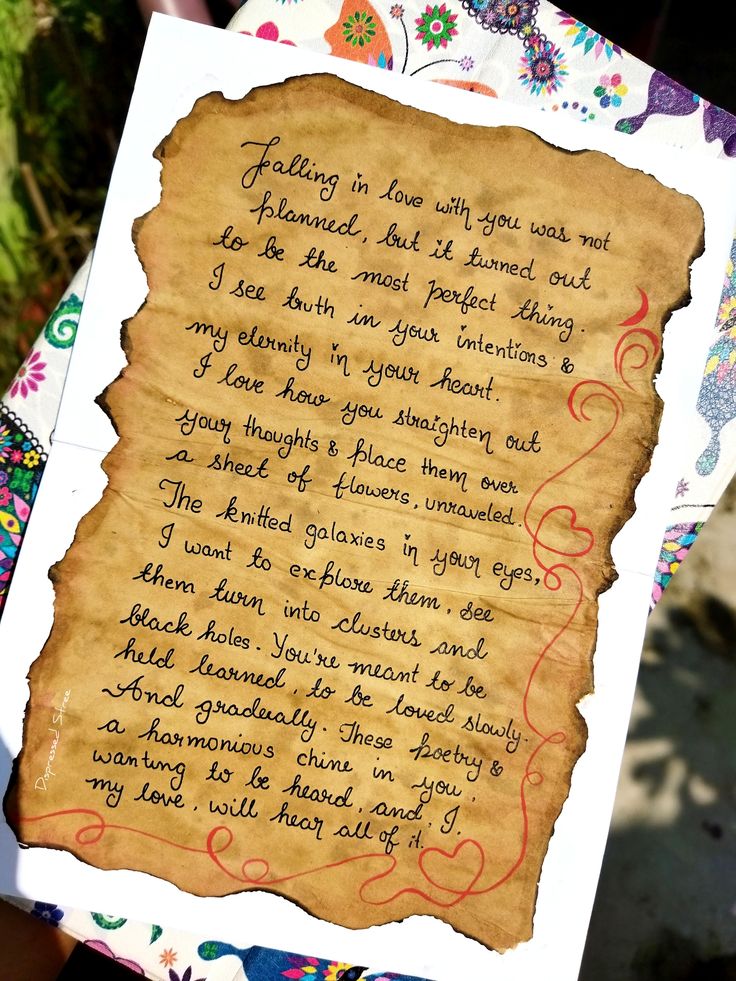 Falling in love with you was not
planned, but it turned out
to be the most perfect thing.
I see truth in your intentions &
my eternity in your heart.
I love how you straighten out
your thoughts & place them over
a sheet of flowers, unraveled.
The knitted galaxies in your eyes,
I want to explore them, see
them turn into clusters and
black holes. You're meant to be
held learned, to be loved slowly.
And graderally. These poetry &
a harmonious chine in you,
wanting to be heard, and, I,
my love, will hear all of it.